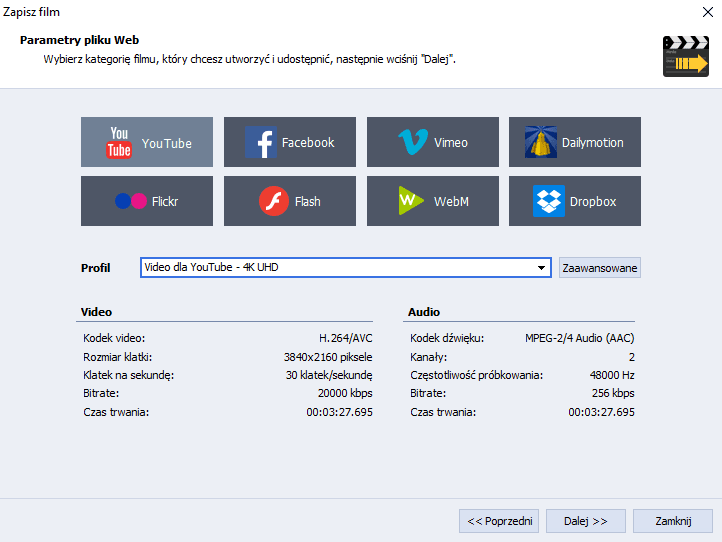 Zapisz film
Parametry pliku Web
Wybierz kategorię filmu, który chcesz utworzyć i udostępnić, następnie wciśnij "Dalej".
You Tube YouTube
Facebook
Vimeo
Dailymotion
Flickr
Flash
WebM
Dropbox
Profil
Video dla YouTube - 4K UHD
Zaawansowane
Video
Kodek video: H.264/AVC
Rozmiar klatki: 3840x2160 piksele
Klatek na sekundę: 30 klatek/sekundę
Bitrate: 20000 kbps
Czas trwania: 00:03:27.695
Audio
Kodek dźwięku: MPEG-2/4 Audio (AAC)
Kanały: 2
Częstotliwość próbkowania: 48000 Hz
Bitrate: 256 kbps
Czas trwania: 00:03:27.695
<< Poprzedni
Dalej >>
Zamknij